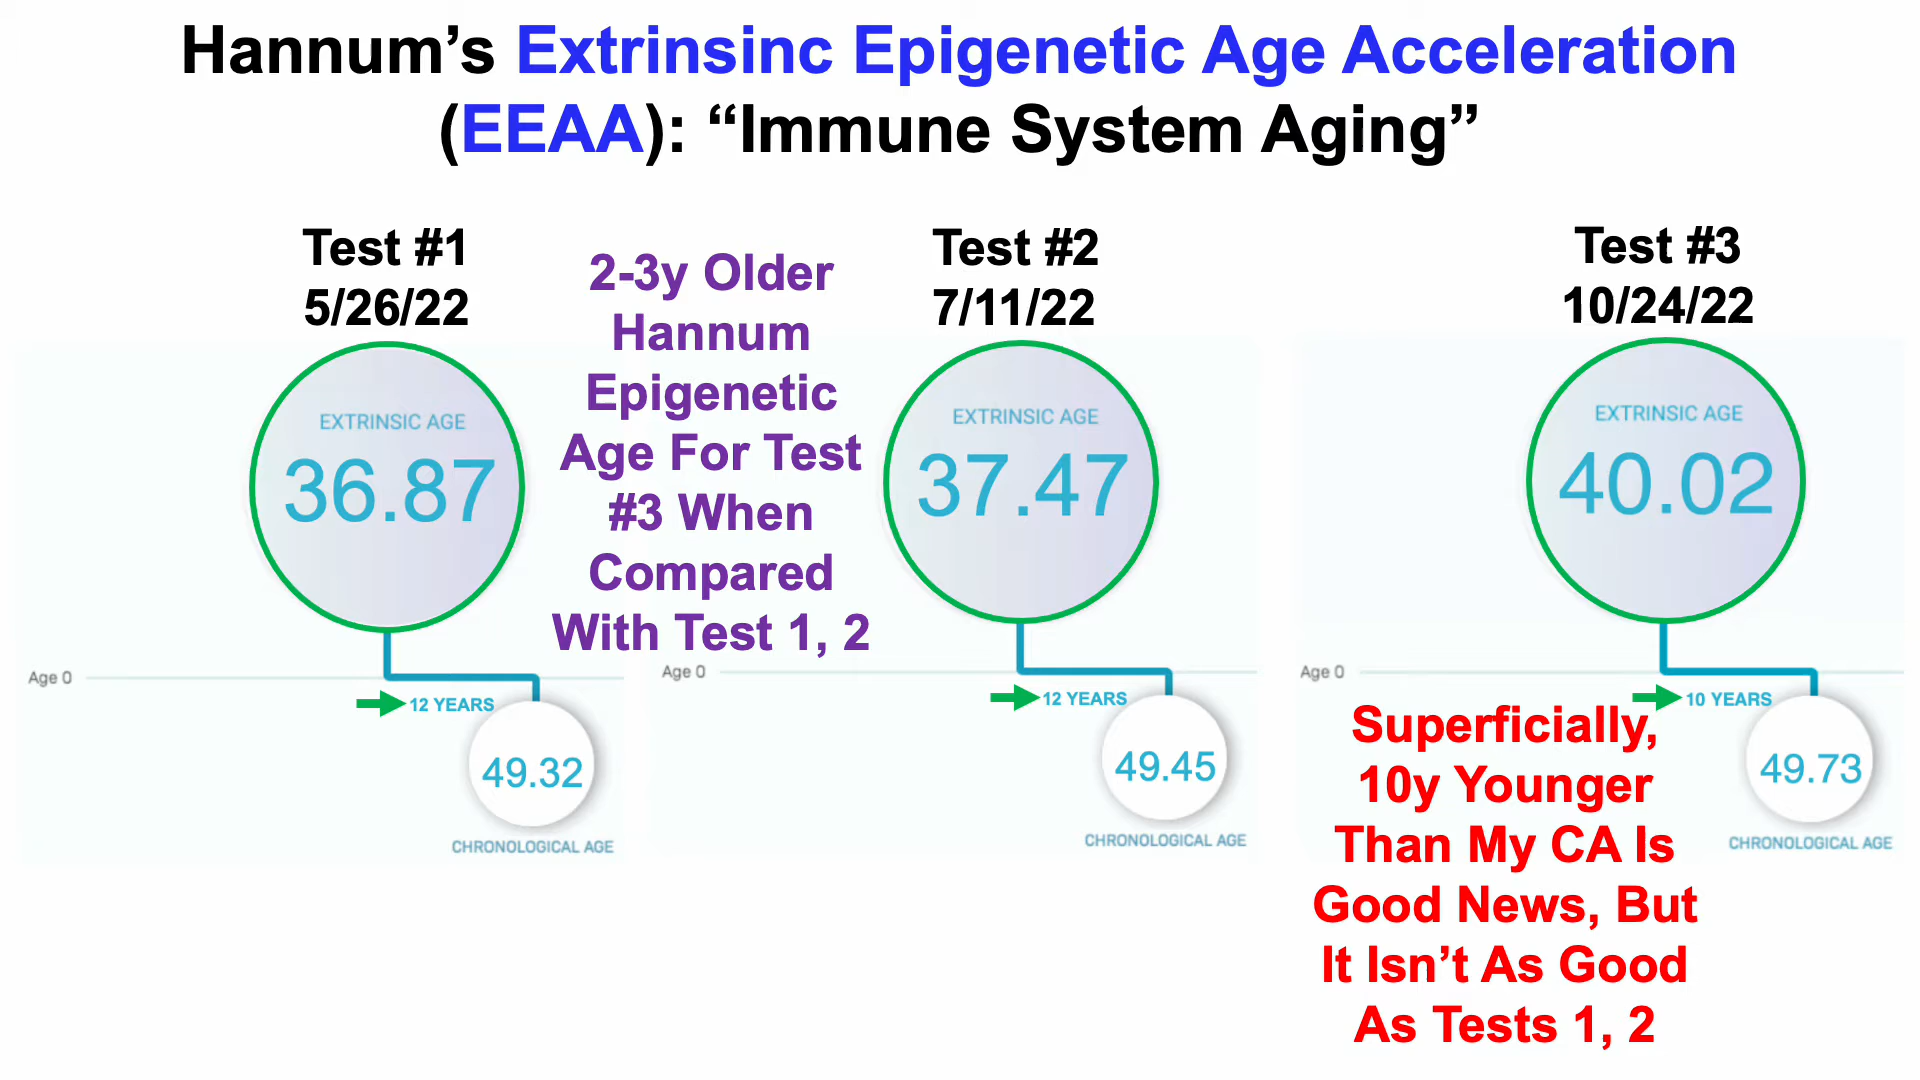 Hannum’s Extrinsinc Epigenetic Age Acceleration
(EEAA): “Immune System Aging”
Test #1
5/26/22
EXTRINSIC AGE
36.87
Age 0
12 YEARS
49.32
CHRONOLOGICAL AGE
2-3y Older
Hannum
Epigenetic
Age For Test
#3 When
Compared
With Test 1, 2
Test #2
7/11/22
EXTRINSIC AGE
37.47
Age 0
12 YEARS
49.45
CHRONOLOGICAL AGE
Test #3
10/24/22
EXTRINSIC AGE
40.02
Age 0
10 YEARS
49.73
CHRONOLOGICAL AGE
Superficially,
10y Younger
Than My CA Is
Good News, But
It Isn’t As Good
As Tests 1, 2